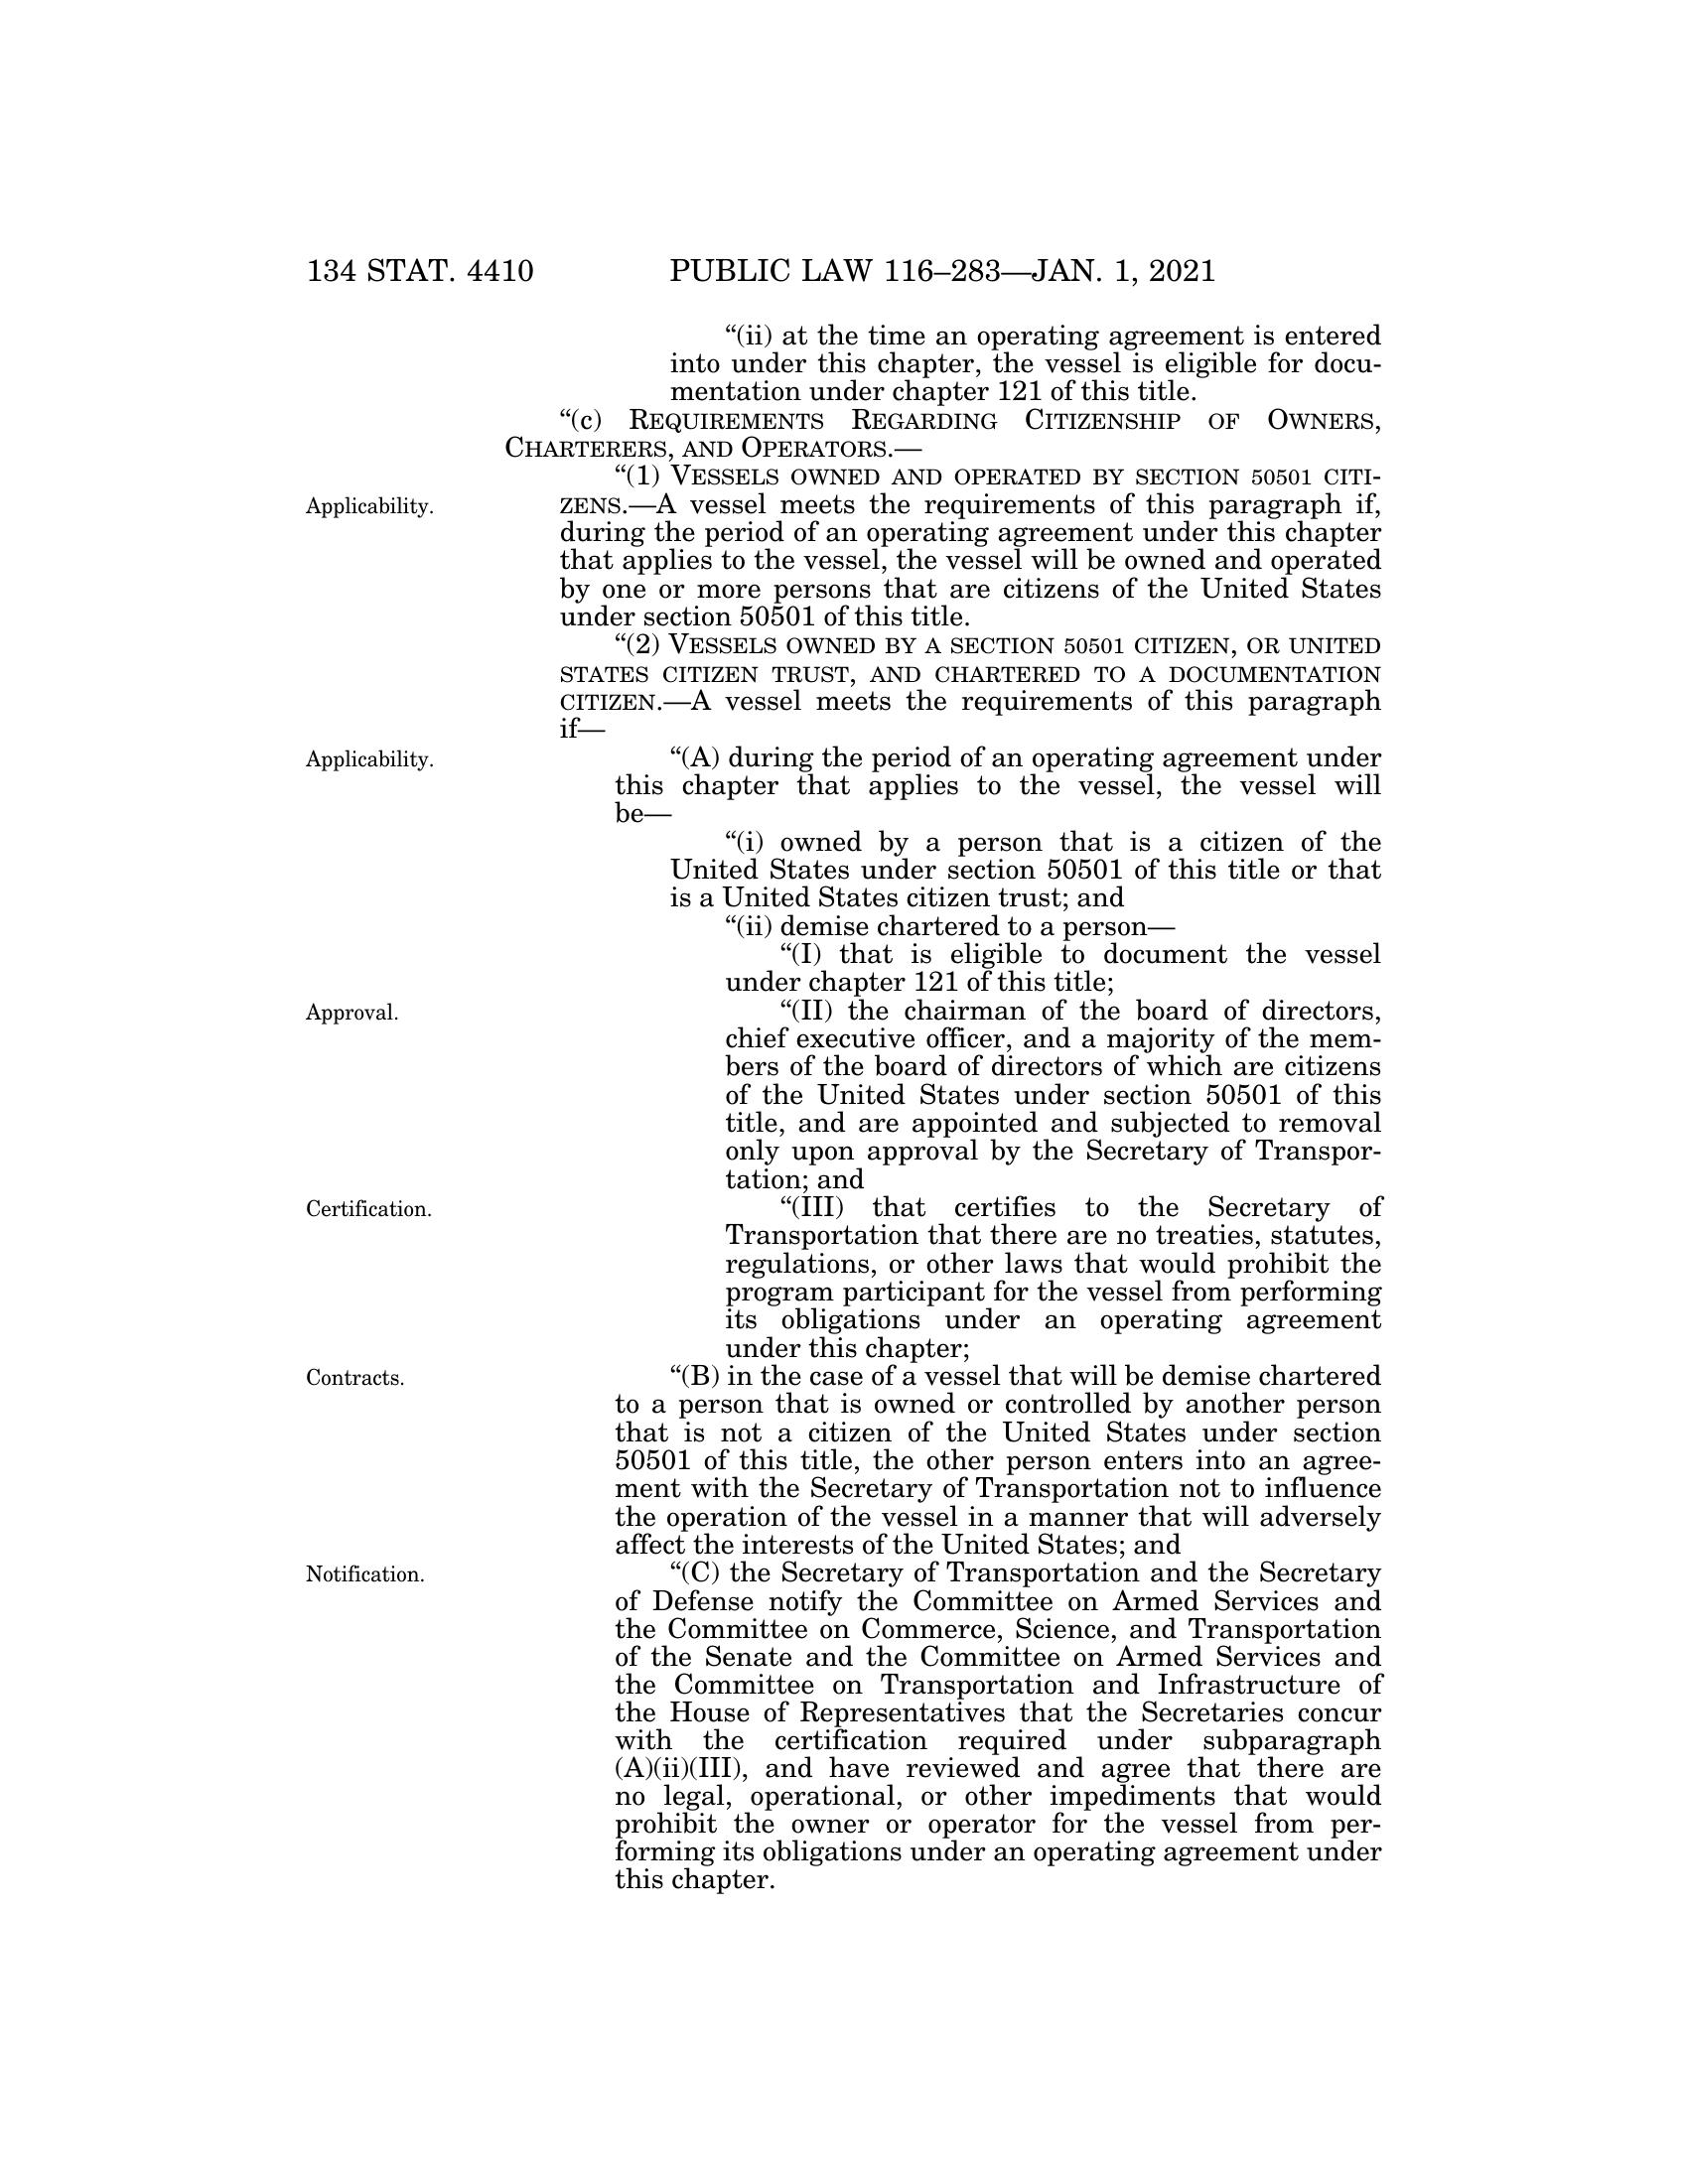 134 STAT. 4410 PUBLIC LAW 116–283—JAN. 1, 2021
“(ii) at the time an operating agreement is entered
into under this chapter, the vessel is eligible for docu-
mentation under chapter 121 of this title.
“(c) REQUIREMENTS REGARDING CITIZENSHIP OF OWNERS,
CHARTERERS, AND OPERATORS.—
“(1) VESSELS OWNED AND OPERATED BY SECTION 50501 CITI-
Applicability.
ZENS.—A vessel meets the requirements of this paragraph if,
during the period of an operating agreement under this chapter
that applies to the vessel, the vessel will be owned and operated
by one or more persons that are citizens of the United States
under section 50501 of this title.
“(2) VESSELS OWNED BY A SECTION 50501 CITIZEN, OR UNITED
STATES CITIZEN TRUST, AND CHARTERED TO A DOCUMENTATION
CITIZEN.—A vessel meets the requirements of this paragraph
if—
Applicability.
“(A) during the period of an operating agreement under
this chapter that applies to the vessel, the vessel will
be—
“(i) owned by a person that is a citizen of the
United States under section 50501 of this title or that
is a United States citizen trust; and
“(ii) demise chartered to a person—
“(I) that is eligible to document the vessel
under chapter 121 of this title;
Approval.
“(II) the chairman of the board of directors,
chief executive officer, and a majority of the mem-
bers of the board of directors of which are citizens
of the United States under section 50501 of this
title, and are appointed and subjected to removal
only upon approval by the Secretary of Transpor-
tation; and
Certification.
“(III) that certifies to the Secretary of
Transportation that there are no treaties, statutes,
regulations, or other laws that would prohibit the
program participant for the vessel from performing
its obligations under an operating agreement
under this chapter;
Contracts.
“(B) in the case of a vessel that will be demise chartered
to a person that is owned or controlled by another person
that is not a citizen of the United States under section
50501 of this title, the other person enters into an agree-
ment with the Secretary of Transportation not to influence
the operation of the vessel in a manner that will adversely
affect the interests of the United States; and
Notification.
“(C) the Secretary of Transportation and the Secretary
of Defense notify the Committee on Armed Services and
the Committee on Commerce, Science, and Transportation
of the Senate and the Committee on Armed Services and
the Committee on Transportation and Infrastructure of
the House of Representatives that the Secretaries concur
with the certification required under subparagraph
(A)(ii)(III), and have reviewed and agree that there are
no legal, operational, or other impediments that would
prohibit the owner or operator for the vessel from per-
forming its obligations under an operating agreement under
this chapter.